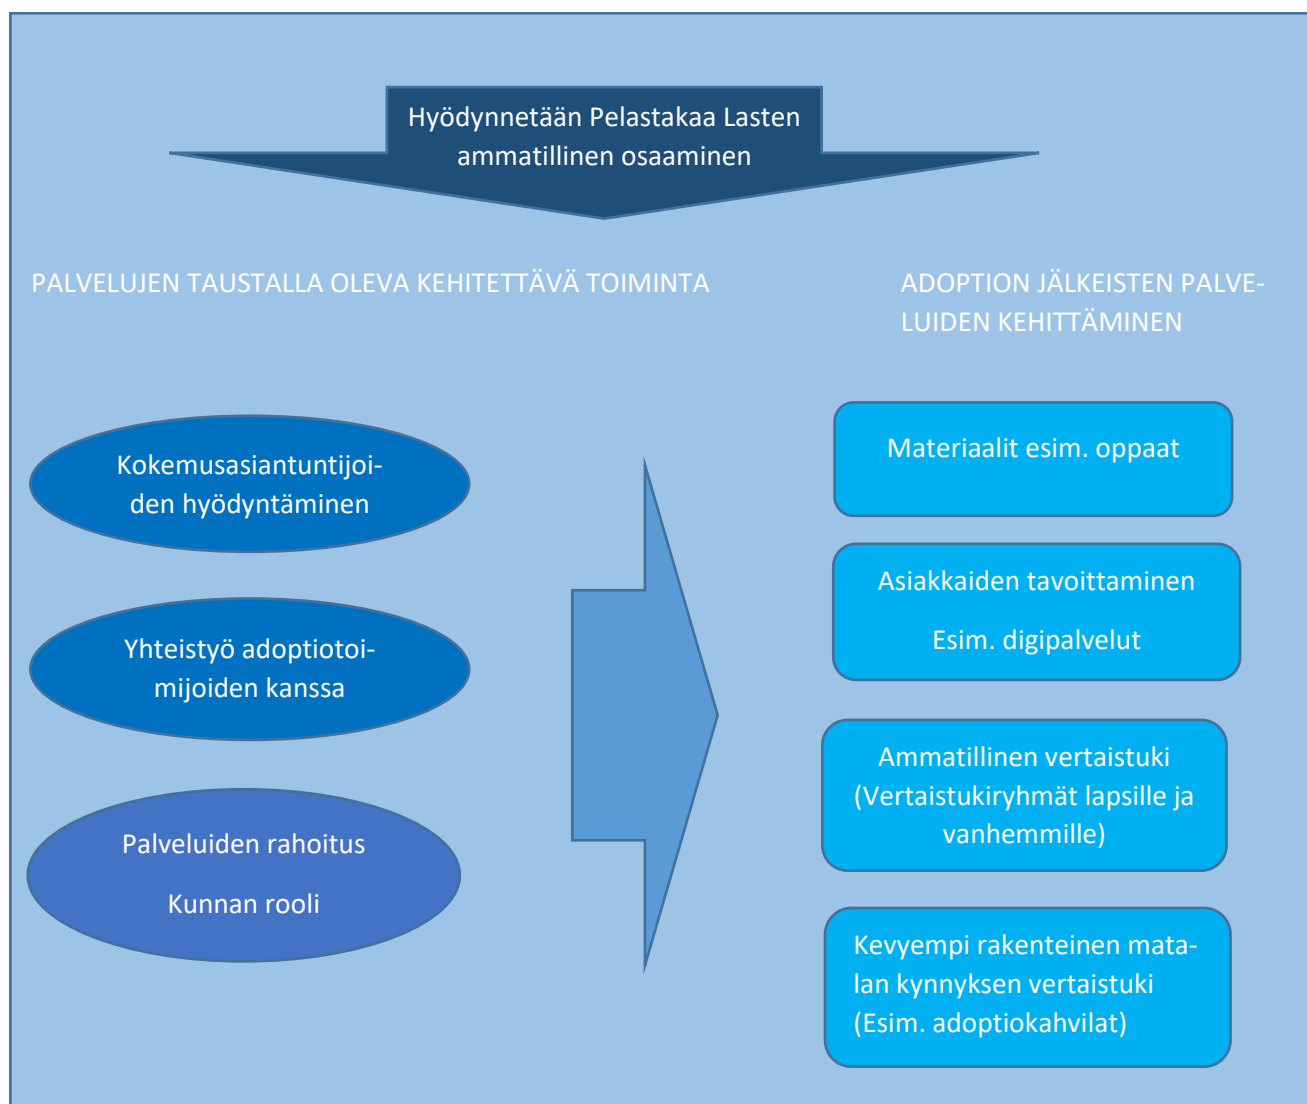 Hyödynnetään Pelastakaa Lasten
ammatillinen osaaminen
PALVELUJEN TAUSTALLA OLEVA KEHITETTÄVÄ TOIMINTA
ADOPTION JÄLKEISTEN PALVE-
LUIDEN KEHITTÄMINEN
Kokemusasiantuntijoi-
den hyödyntäminen
Yhteistyö adoptiotoi-
mijoiden kanssa
Palveluiden rahoitus
Kunnan rooli
Materiaalit esim. oppaat
Asiakkaiden tavoittaminen
Esim. digipalvelut
Ammatillinen vertaistuki
(Vertaistukiryhmät lapsille ja
vanhemmille)
Kevyempi rakenteinen mata-
lan kynnyksen vertaistuki
(Esim. adoptiokahvilat)